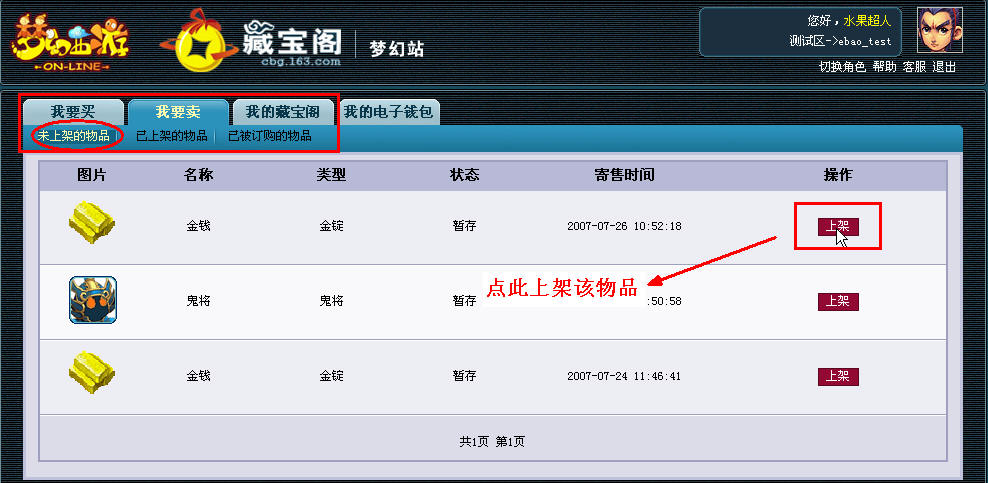 梦幻西游
ON-LINE
藏宝阁
cbg.163.com
梦幻站
您好，水果超人
测试区->ebao_test
切换角色 帮助 客服 退出
我要买 我要卖 我的藏宝阁 我的电子钱包
未上架的物品 已上架的物品 已被订购的物品
图片 名称 类型 状态 寄售时间 操作
金钱 金锭 暂存 2007-07-26 10:52:18 上架
点此上架该物品
鬼将 鬼将 暂存 :50:58 上架
金钱 金锭 暂存 2007-07-24 11:46:41 上架
共1页 第1页